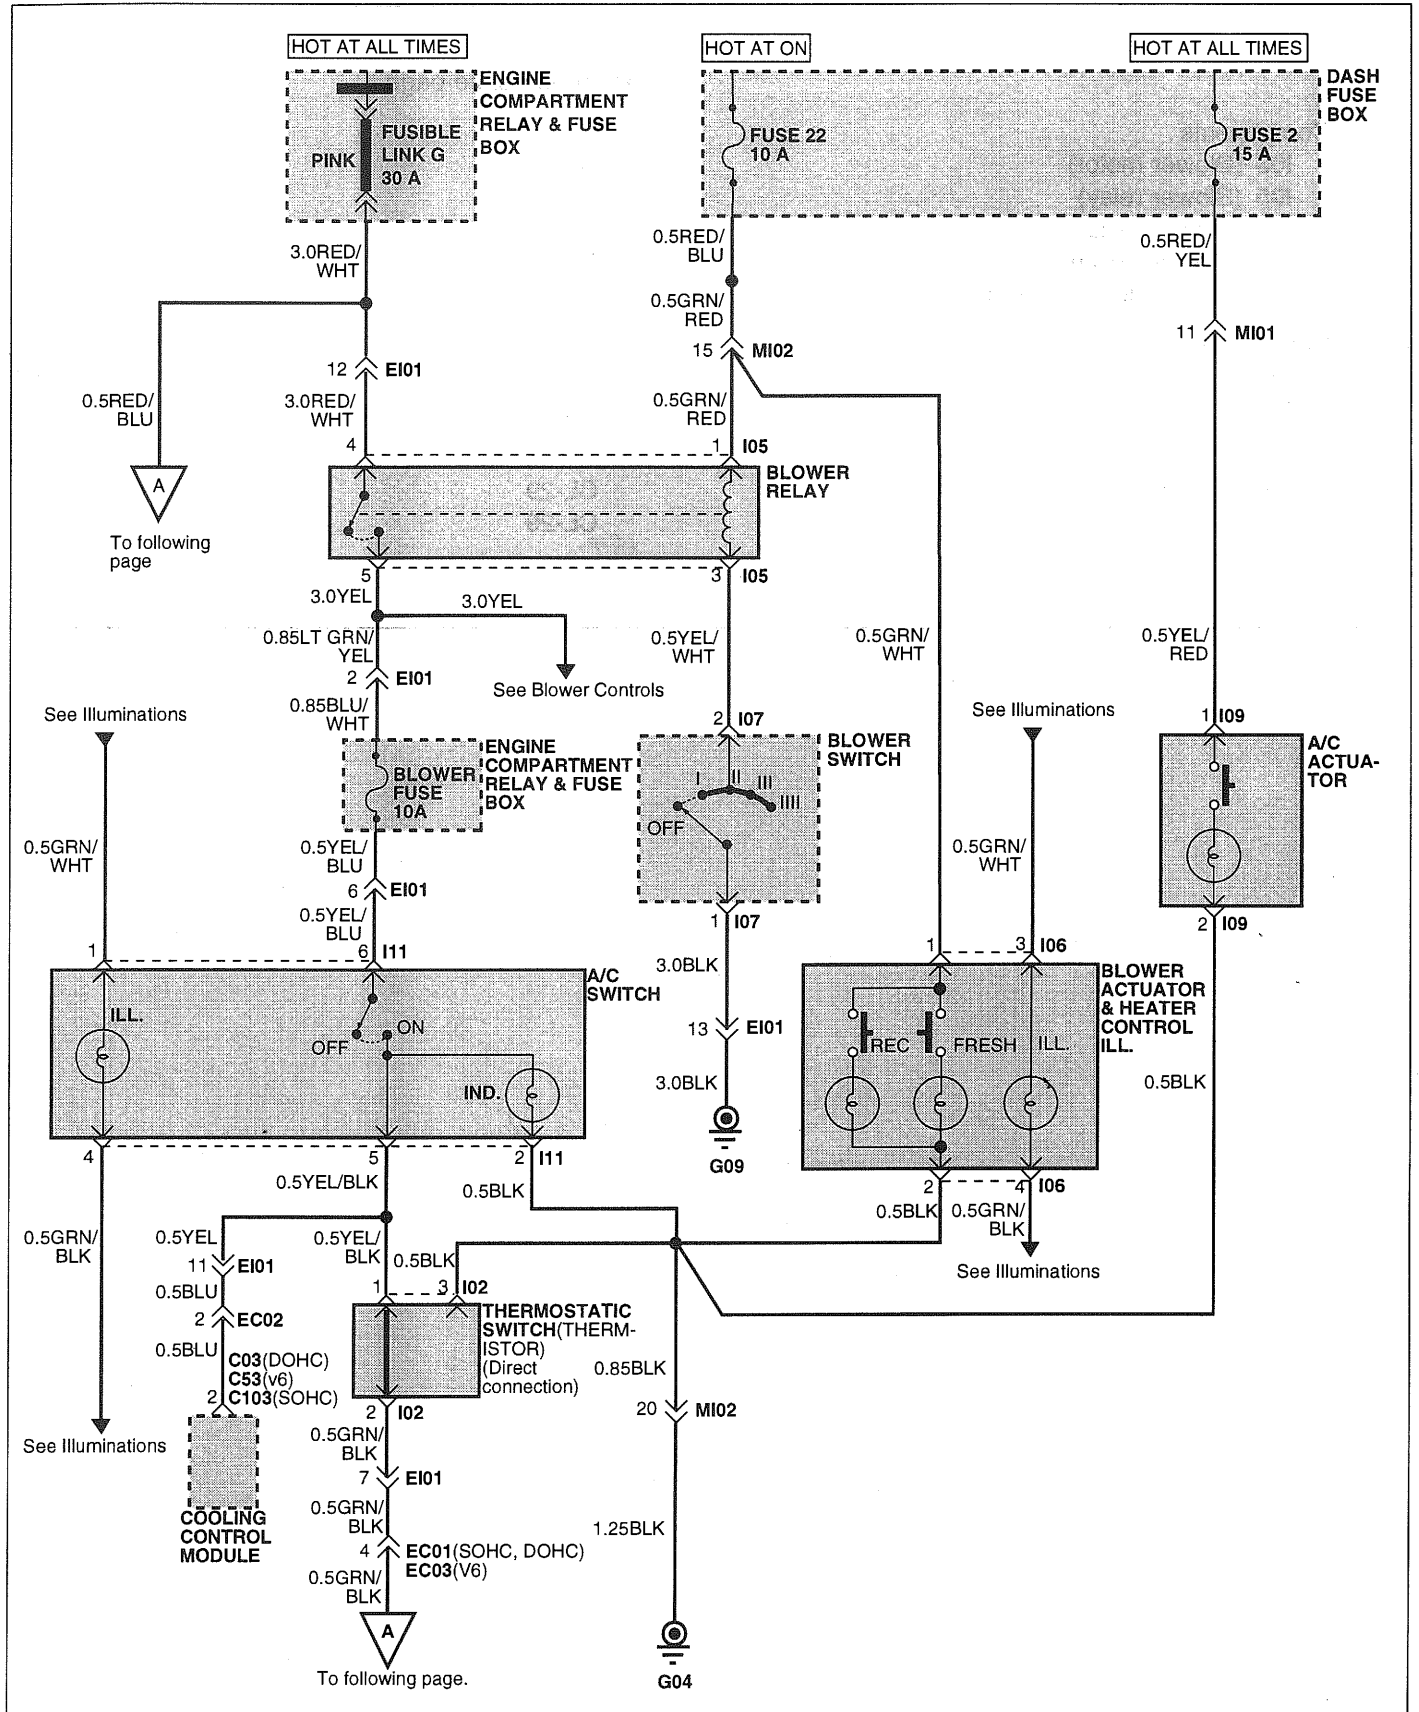 HOT AT ALL TIMES
HOT AT ON
HOT AT ALL TIMES
ENGINE
COMPARTMENT
RELAY & FUSE
BOX
PINK
FUSIBLE
LINK G
30 A
FUSE 22
10 A
FUSE 2
15 A
DASH
FUSE
BOX
3.0RED/
WHT
0.5RED/
BLU
0.5RED/
YEL
0.5GRN/
RED
15 MI02
11 MI01
12 EI01
0.5RED/
BLU
3.0RED/
WHT
0.5GRN/
RED
4
1 I05
BLOWER
RELAY
A
To following
page
5
3 I05
3.0YEL
3.0YEL
0.85LT GRN/
YEL
2 EI01
See Blower Controls
0.5YEL/
WHT
0.5GRN/
WHT
0.5YEL/
RED
0.85BLU/
WHT
See Illuminations
2 I07
See Illuminations
1 I09
ENGINE
COMPARTMENT
RELAY & FUSE
BOX
BLOWER
FUSE
10A
BLOWER
SWITCH
I
II
III
IIII
OFF
A/C
ACTUA-
TOR
0.5GRN/
WHT
0.5YEL/
BLU
6 EI01
0.5YEL/
BLU
0.5GRN/
WHT
1 I07
2 I09
1
6 I11
3.0BLK
1
3 I06
A/C
SWITCH
ILL.
OFF
ON
IND.
13 EI01
3.0BLK
G09
BLOWER
ACTUATOR
& HEATER
CONTROL
ILL.
REC
FRESH
ILL.
0.5BLK
4
5
2 I11
2
4 I06
0.5YEL/BLK
0.5BLK
0.5BLK
0.5GRN/
BLK
0.5GRN/
BLK
0.5YEL
0.5YEL/
BLK
0.5BLK
See Illuminations
11 EI01
0.5BLU
2 EC02
0.5BLU
C03(DOHC)
C53(v6)
2 C103(SOHC)
1
3 I02
THERMOSTATIC
SWITCH(THERM-
ISTOR)
(Direct
connection)
0.85BLK
20 MI02
2 I02
See Illuminations
0.5GRN/
BLK
7 EI01
COOLING
CONTROL
MODULE
0.5GRN/
BLK
1.25BLK
4 EC01(SOHC, DOHC)
EC03(V6)
0.5GRN/
BLK
A
To following page.
G04